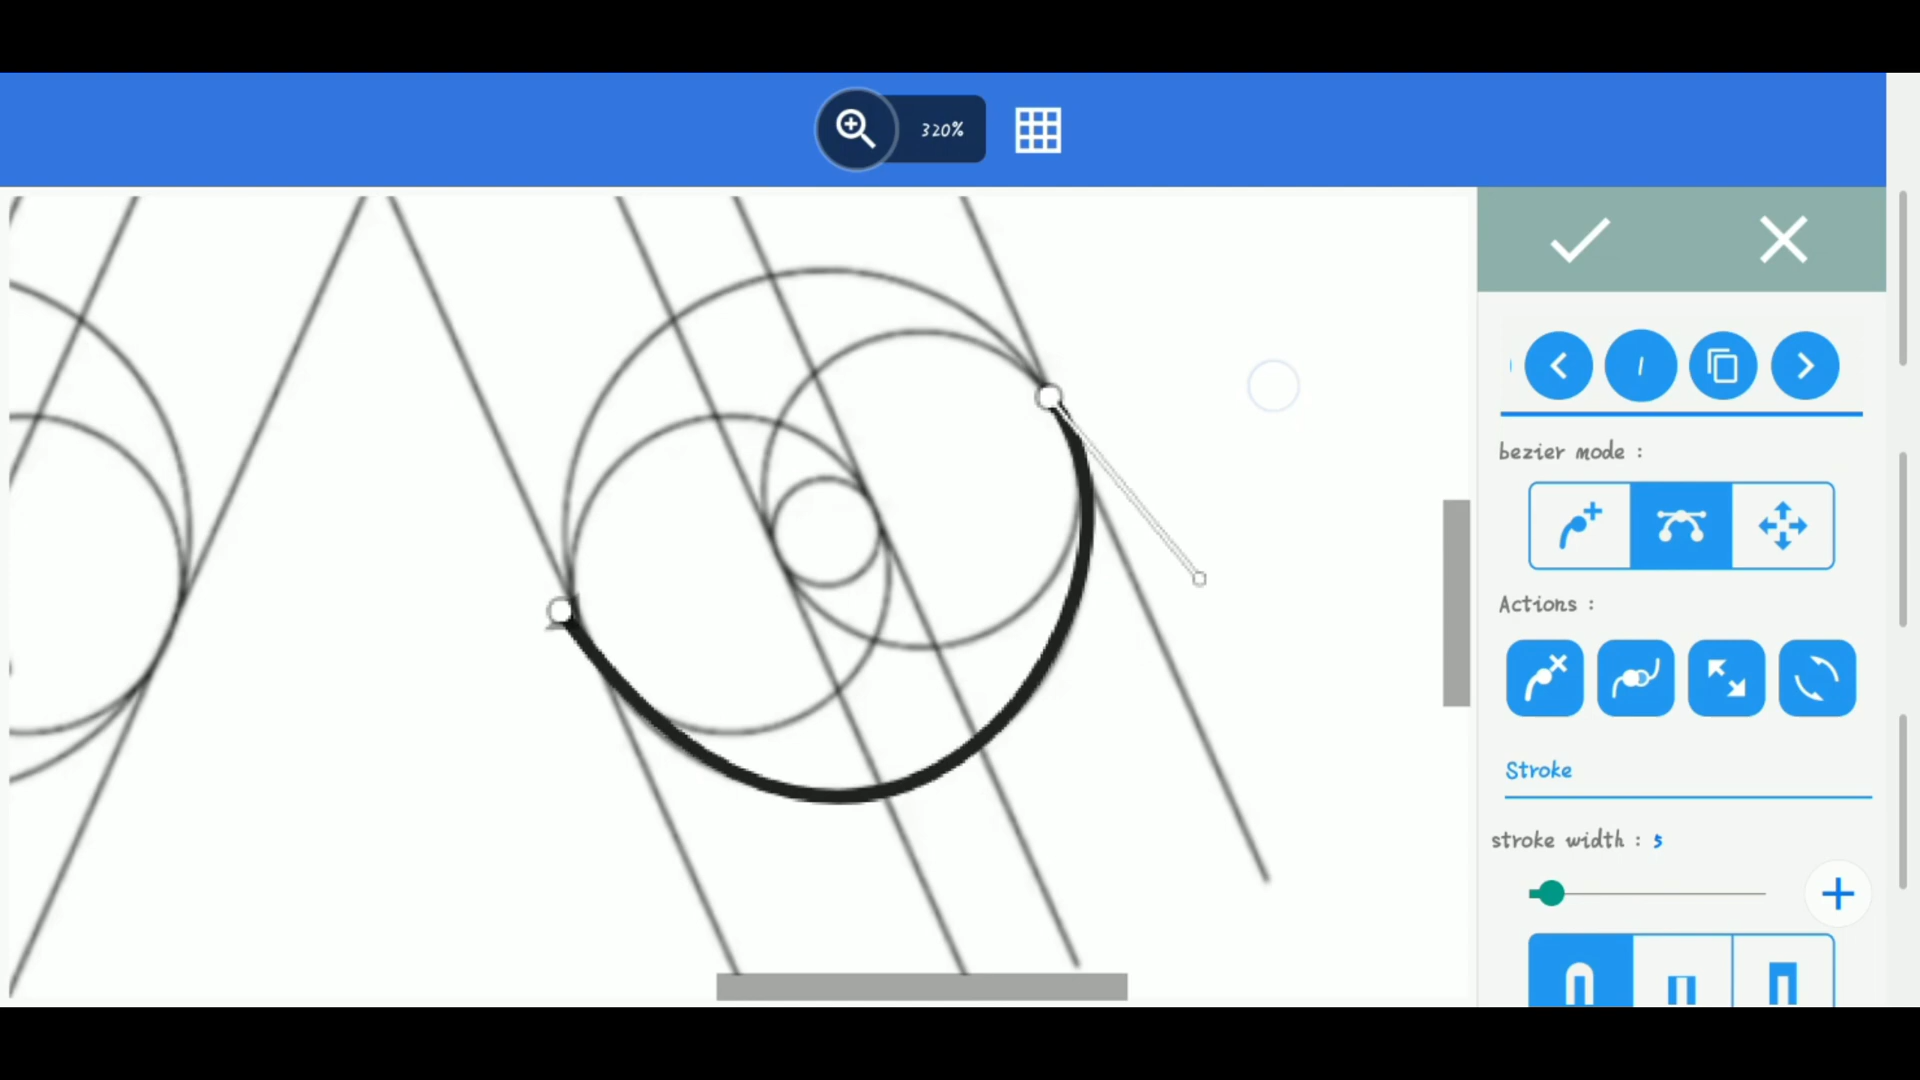 320%
bezier mode :
Actions :
Stroke
stroke width : 5